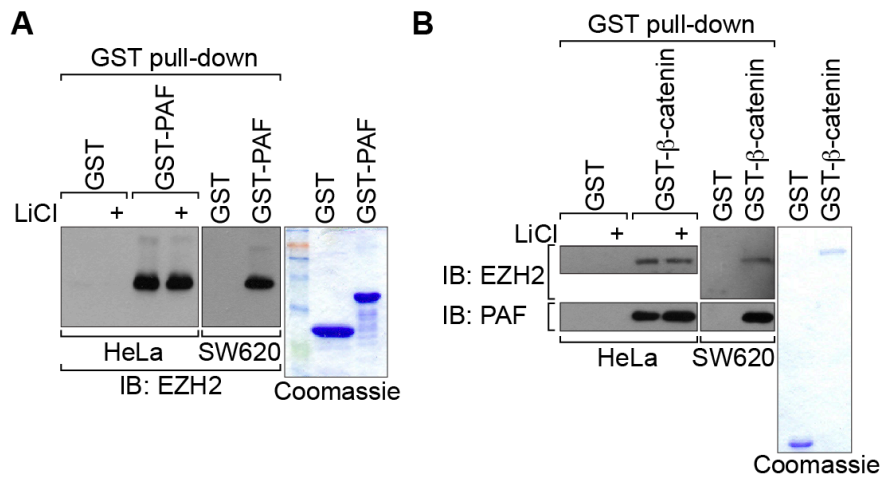 A
GST pull-down
GST
GST-PAF
GST
GST-PAF
GST
GST-PAF
LiCl + +
HeLa SW620
IB: EZH2
Coomassie
B
GST pull-down
GST
GST-β-catenin
GST
GST-β-catenin
GST
GST-β-catenin
LiCl + +
IB: EZH2
IB: PAF
HeLa SW620
Coomassie